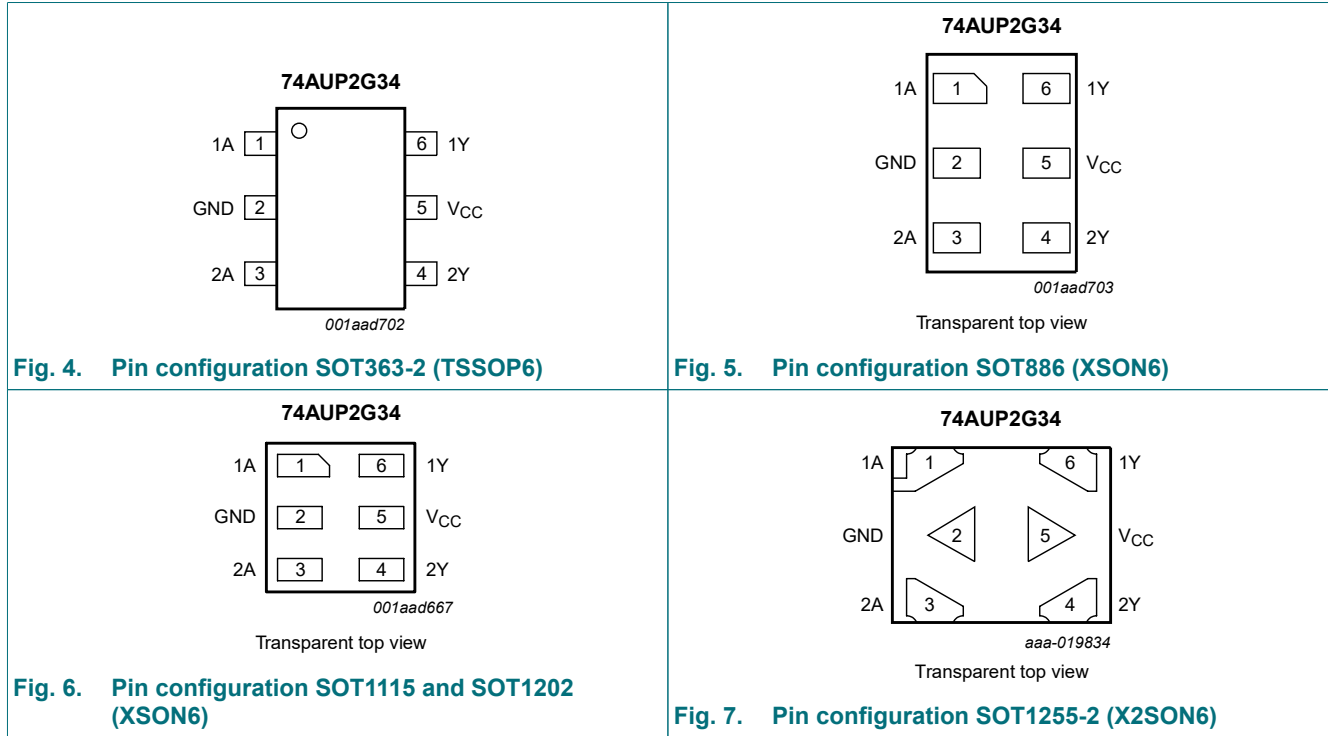 74AUP2G34
1A 1 6 1Y
GND 2 5 VCC
2A 3 4 2Y
001aad702
Fig. 4. Pin configuration SOT363-2 (TSSOP6)
74AUP2G34
1A 1 6 1Y
GND 2 5 VCC
2A 3 4 2Y
001aad703
Transparent top view
Fig. 5. Pin configuration SOT886 (XSON6)
74AUP2G34
1A 1 6 1Y
GND 2 5 VCC
2A 3 4 2Y
001aad667
Transparent top view
Fig. 6. Pin configuration SOT1115 and SOT1202
(XSON6)
74AUP2G34
1A 1 6 1Y
GND 2 5 VCC
2A 3 4 2Y
aaa-019834
Transparent top view
Fig. 7. Pin configuration SOT1255-2 (X2SON6)